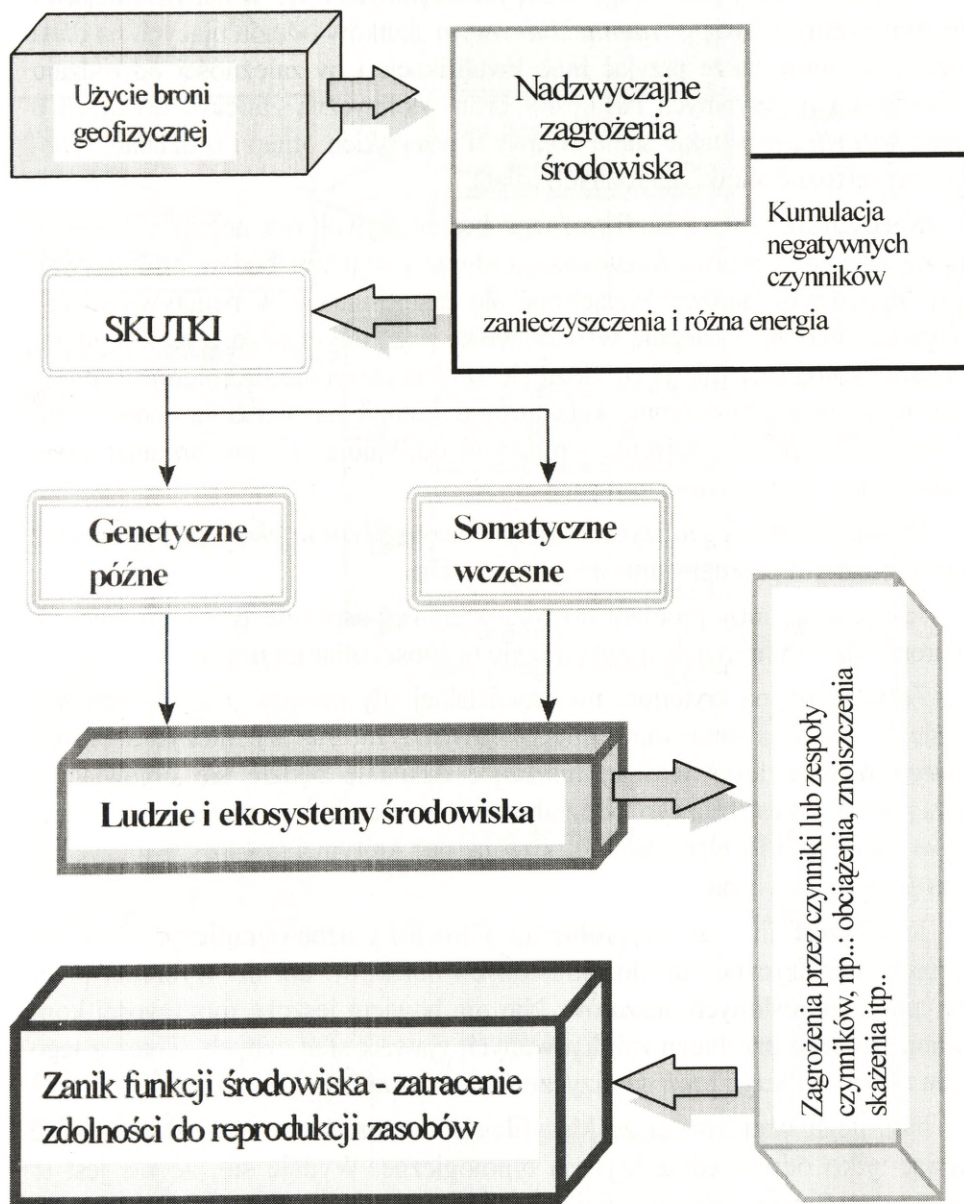 Użycie broni
geofizycznej
Nadzwyczajne
zagrożenia
środowiska
Kumulacja
negatywnych
czynników
zanieczyszczenia i różna energia
SKUTKI
Genetyczne
późne
Somatyczne
wczesne
Ludzie i ekosystemy środowiska
Zagrożenia przez czynniki lub zespoły
czynników, np..: obciążenia, znoiszczenia
skażenia itp..
Zanik funkcji środowiska - zatracenie
zdolności do reprodukcji zasobów